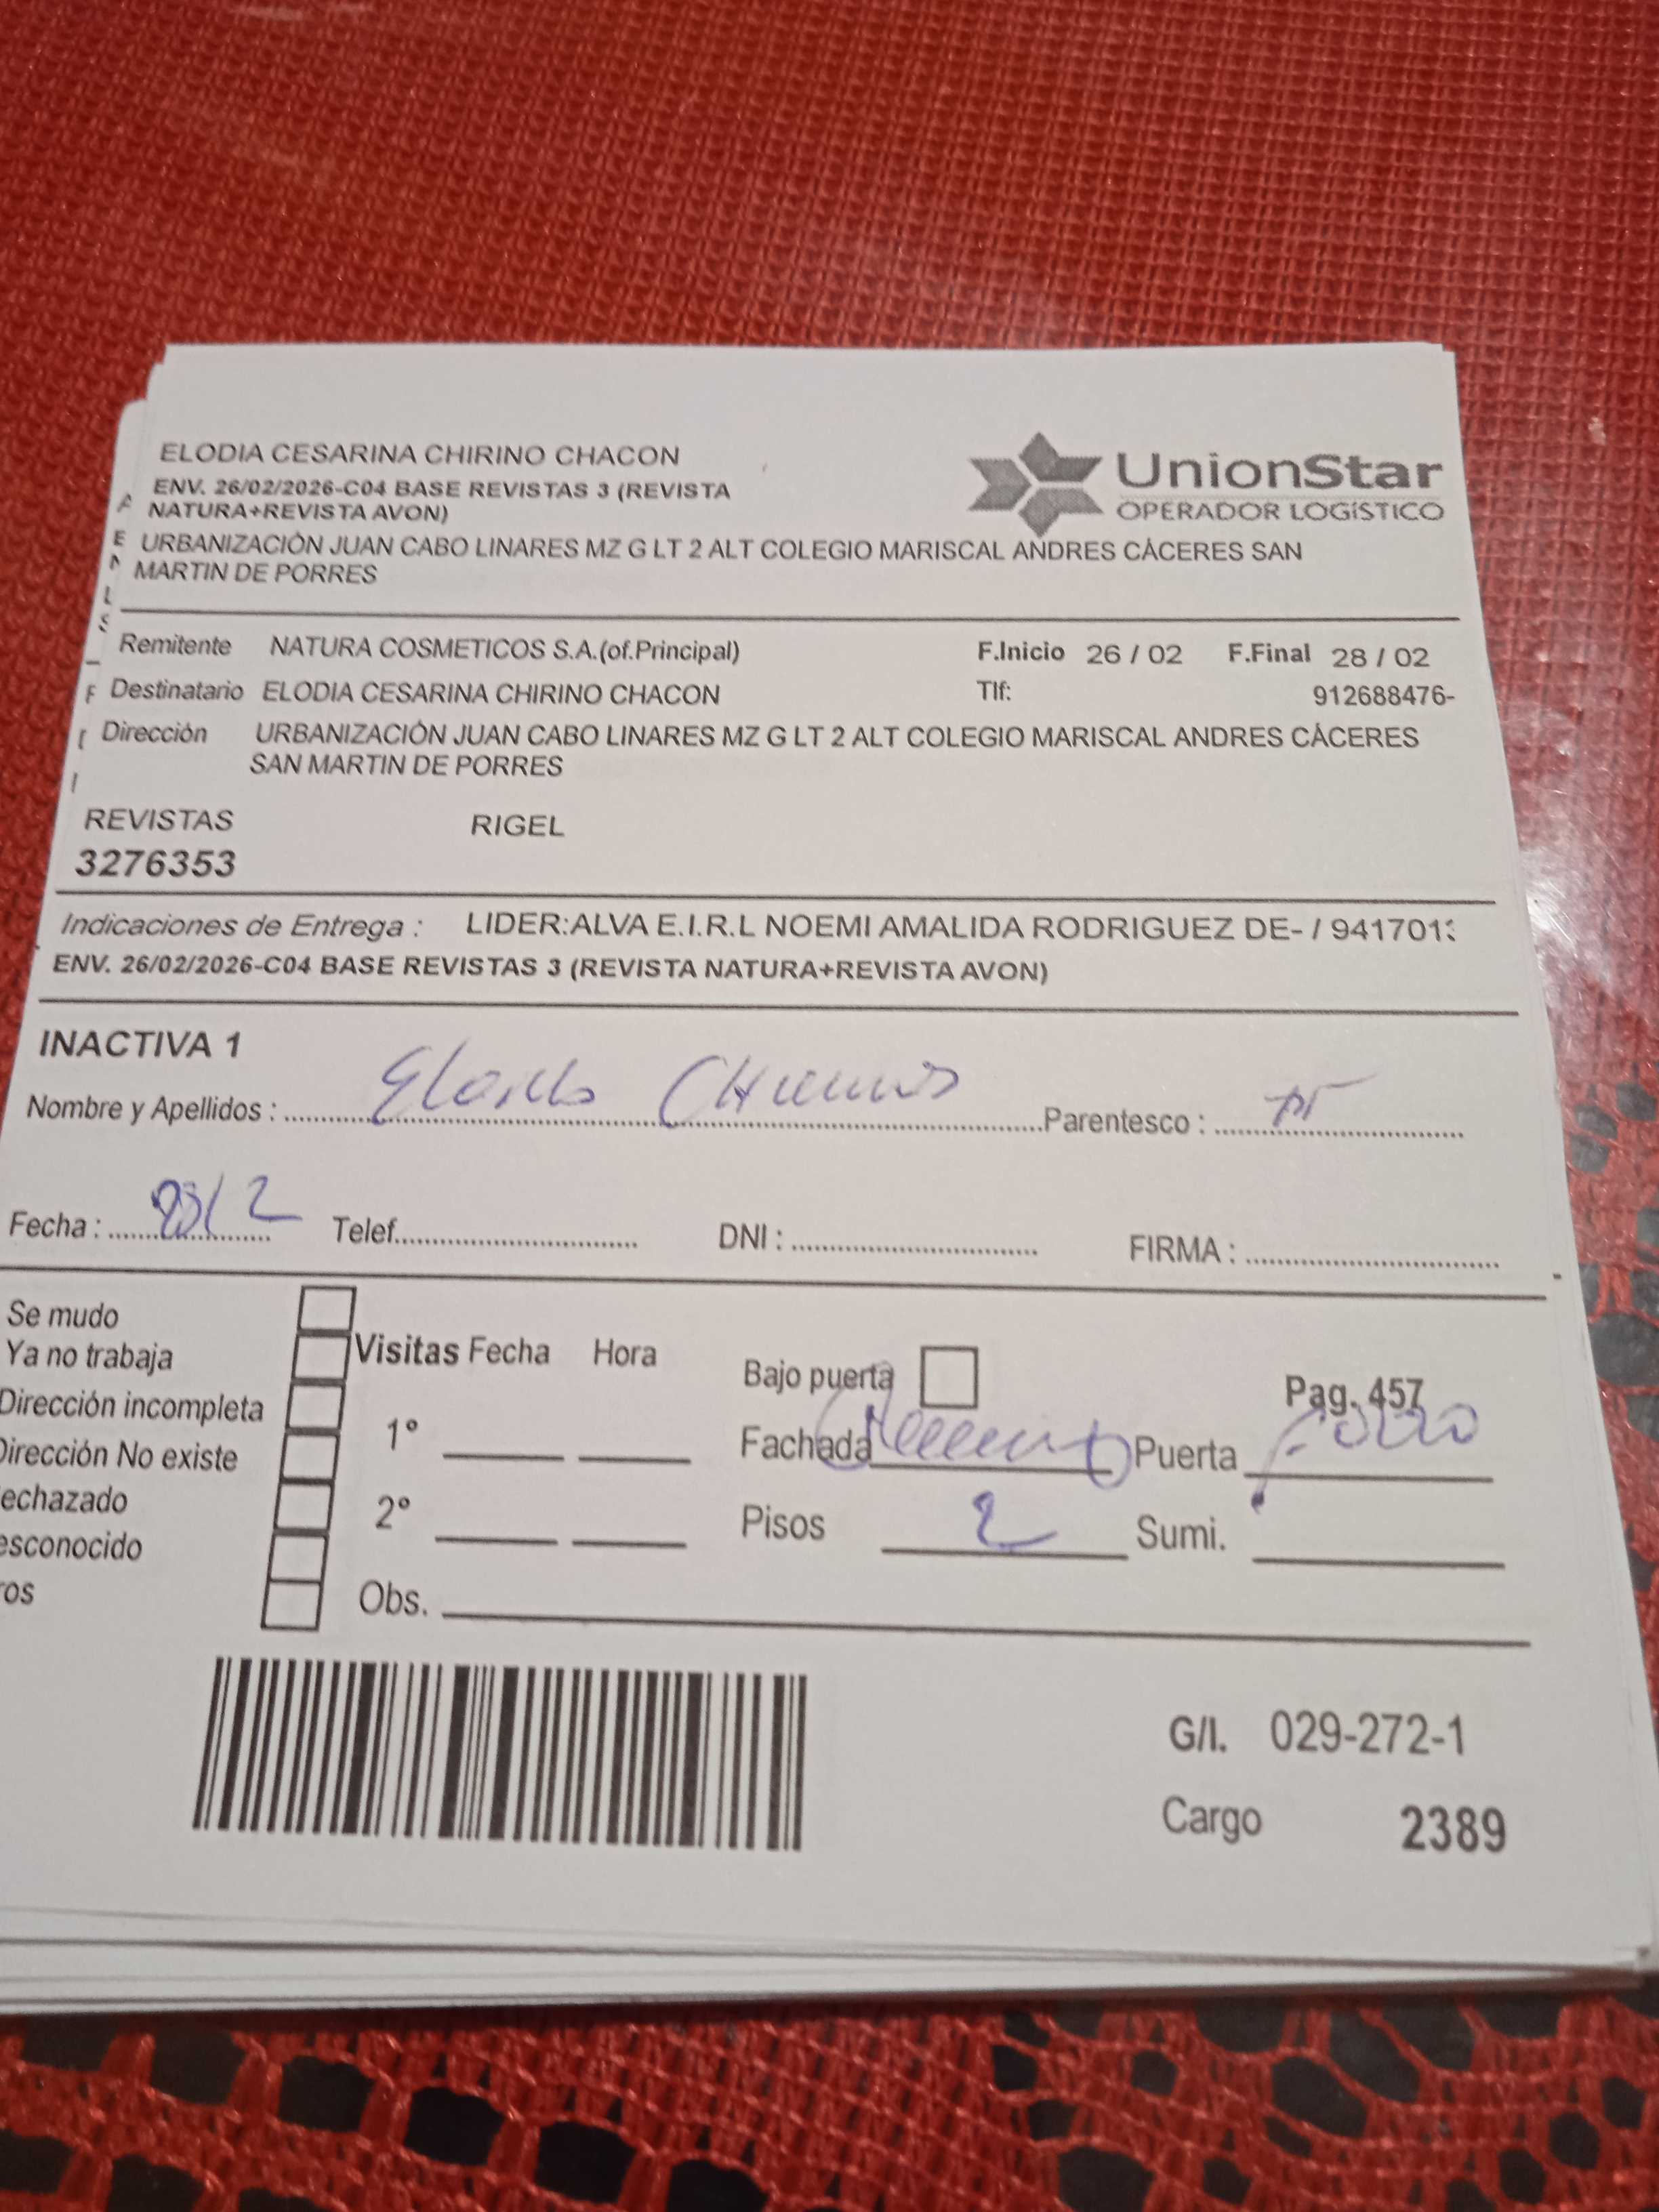 ELODIA CESARINA CHIRINO CHACON
ENV. 26/02/2026-C04 BASE REVISTAS 3 (REVISTA
NATURA+REVISTA AVON)
UnionStar
OPERADOR LOGÍSTICO
URBANIZACIÓN JUAN CABO LINARES MZ G LT 2 ALT COLEGIO MARISCAL ANDRES CÁCERES SAN
MARTIN DE PORRES
Remitente NATURA COSMETICOS S.A.(of.Principal) F.Inicio 26 / 02 F.Final 28 / 02
Destinatario ELODIA CESARINA CHIRINO CHACON Tlf: 912688476-
Dirección URBANIZACIÓN JUAN CABO LINARES MZ G LT 2 ALT COLEGIO MARISCAL ANDRES CÁCERES
SAN MARTIN DE PORRES
REVISTAS RIGEL
3276353
Indicaciones de Entrega : LIDER:ALVA E.I.R.L NOEMI AMALIDA RODRIGUEZ DE- / 941701
ENV. 26/02/2026-C04 BASE REVISTAS 3 (REVISTA NATURA+REVISTA AVON)
INACTIVA 1
Nombre y Apellidos : Parentesco :
Fecha : Telef. DNI : FIRMA :
Se mudo
Ya no trabaja
Dirección incompleta
Dirección No existe
echazado
esconocido
ros
Visitas Fecha Hora
1°
2°
Obs.
Bajo puerta Pag. 457
Fachada Puerta
Pisos 2 Sumi.
G/I. 029-272-1
Cargo 2389